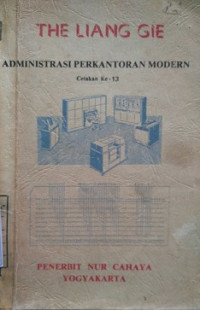 THE LIANG GIE
ADMINISTRASI PERKANTORAN MODERN
Cetakan Ke-12
PENERBIT NUR CAHAYA
YOGYAKARTA